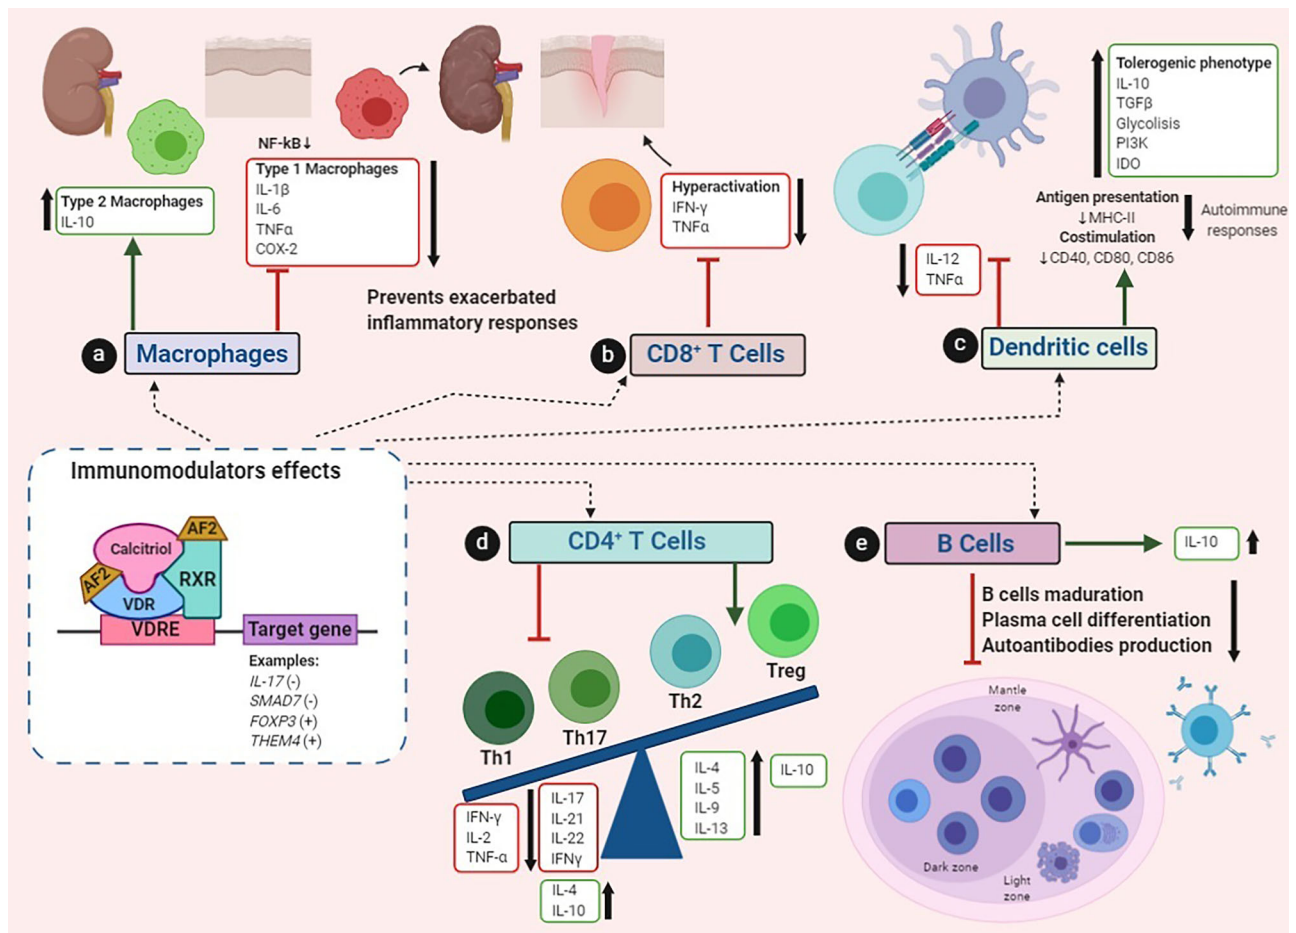 NF-kB↓
Type 2 Macrophages
IL-10
Type 1 Macrophages
IL-1β
IL-6
TNFα
COX-2
Prevents exacerbated
inflammatory responses
a
Macrophages
Hyperactivation
IFN-γ
TNFα
b
CD8⁺ T Cells
Tolerogenic phenotype
IL-10
TGFβ
Glycolisis
PI3K
IDO
Antigen presentation
↓MHC-II
Costimulation
↓CD40, CD80, CD86
Autoimmune
responses
IL-12
TNFα
c
Dendritic cells
Immunomodulators effects
AF2
Calcitriol
AF2
RXR
VDR
VDRE
Target gene
Examples:
IL-17 (-)
SMAD7 (-)
FOXP3 (+)
THEM4 (+)
d
CD4⁺ T Cells
Treg
Th2
Th17
Th1
IFN-γ
IL-2
TNF-α
IL-17
IL-21
IL-22
IFNγ
IL-4
IL-10
IL-4
IL-5
IL-9
IL-13
IL-10
e
B Cells
IL-10
B cells maduration
Plasma cell differentiation
Autoantibodies production
Mantle
zone
Dark zone
Light
zone